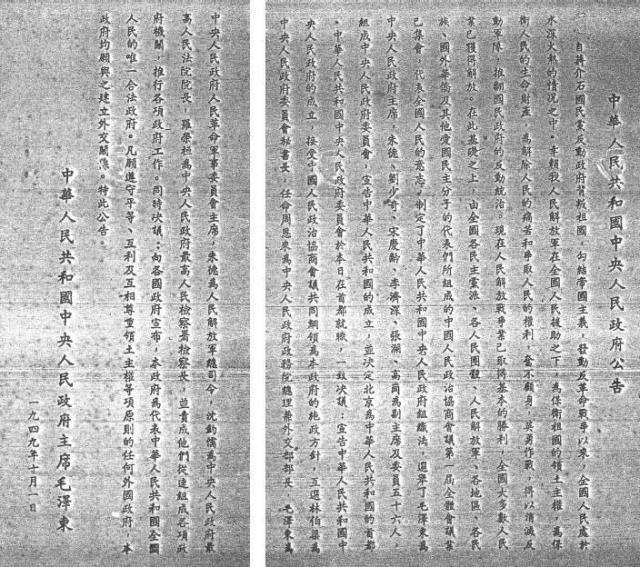 中華人民共和國中央人民政府公告
自蔣介石國民黨反動政府背叛祖國，勾結帝國主義，發動反革命戰爭以來，全國人民處於
水深火熱的情況之中。幸賴我人民解放軍在全國人民援助之下，為保衛祖國的領土主權，為保
衛人民的生命財產，為解除人民的痛苦和爭取人民的權利，奮不顧身，英勇作戰，得以消滅反
動軍隊，推翻國民政府的反動統治。現在人民解放戰爭業已取得基本的勝利，全國大多數人民
業已獲得解放。在此基礎之上，由全國各民主黨派、各人民團體、人民解放軍、各地區、各民
族、國外華僑及其他愛國民主分子的代表們所組成的中國人民政治協商會議第一屆全體會議業
已集會，代表全國人民的意志，制定了中華人民共和國中央人民政府組織法，選舉了毛澤東為
中央人民政府主席，朱德、劉少奇、宋慶齡、李濟深、張瀾、高崗為副主席及委員五十六人，
組成中央人民政府委員會，宣告中華人民共和國的成立，並決定北京為中華人民共和國的首都
。中華人民共和國中央人民政府委員會於本日在首都就職，一致決議：宣告中華人民共和國中
央人民政府的成立，接受中國人民政治協商會議共同綱領為本政府的施政方針，互選林伯渠為
中央人民政府委員會秘書長，任命周恩來為中央人民政府政務院總理兼外交部部長，毛澤東為
中央人民政府人民革命軍事委員會主席，朱德為人民解放軍總司令，沈鈞儒為中央人民政府最
高人民法院院長，羅榮桓為中央人民政府最高人民檢察署檢察長，並責成他們從速組成各項政
府機關，推行各項政府工作。同時決議：向各國政府宣布，本政府為代表中華人民共和國全國
人民的唯一合法政府。凡願遵守平等、互利及互相尊重領土主權等項原則的任何外國政府，本
政府均願與之建立外交關係。特此公告。
中華人民共和國中央人民政府主席毛澤東
一九四九年十月一日